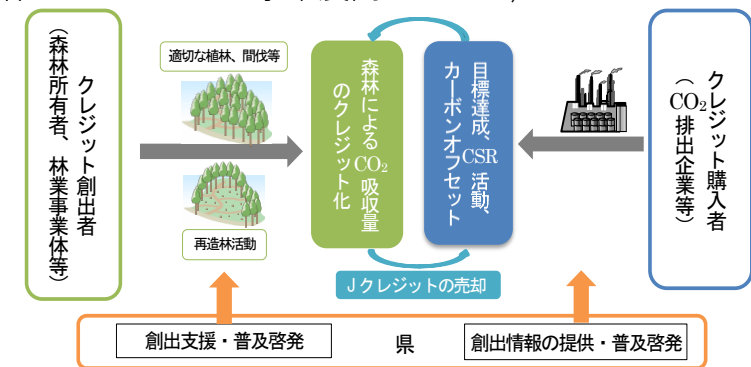 クレジット創出者
（森林所有者、林業事業体等）
適切な植林、間伐等
再造林活動
森林によるCO₂吸収量
のクレジット化
目標達成、CSR活動、
カーボンオフセット
Jクレジットの売却
クレジット購入者
（CO₂排出企業等）
創出支援・普及啓発
県
創出情報の提供・普及啓発